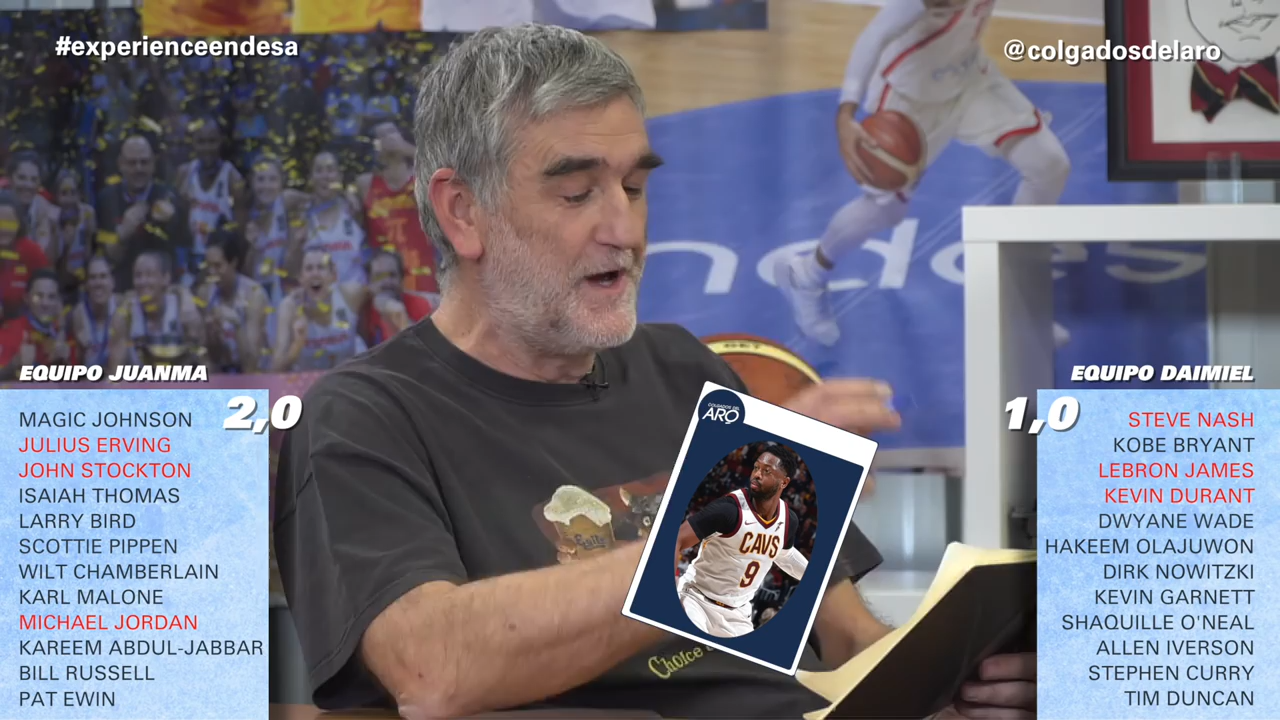 #experienceendesa
@colgadosdelaro
EQUIPO JUANMA
2,0
MAGIC JOHNSON
JULIUS ERVING
JOHN STOCKTON
ISAIAH THOMAS
LARRY BIRD
SCOTTIE PIPPEN
WILT CHAMBERLAIN
KARL MALONE
MICHAEL JORDAN
KAREEM ABDUL-JABBAR
BILL RUSSELL
PAT EWIN
COLGADOS DEL
ARO
CAVS
9
Choice
EQUIPO DAIMIEL
1,0
STEVE NASH
KOBE BRYANT
LEBRON JAMES
KEVIN DURANT
DWYANE WADE
HAKEEM OLAJUWON
DIRK NOWITZKI
KEVIN GARNETT
SHAQUILLE O'NEAL
ALLEN IVERSON
STEPHEN CURRY
TIM DUNCAN